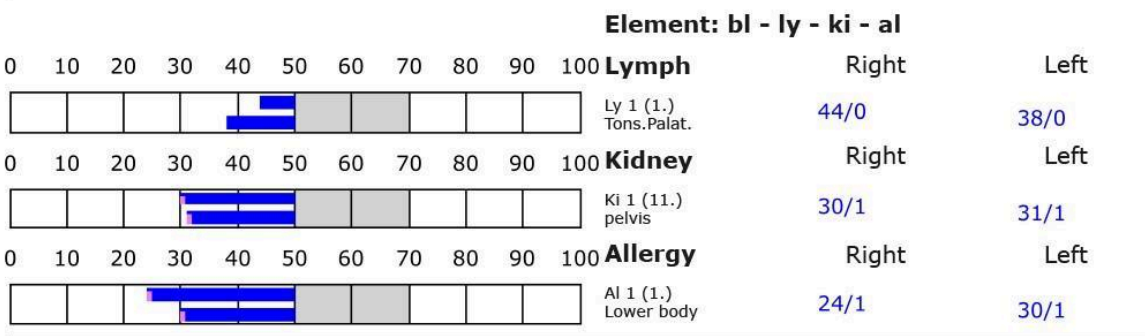 Element: bl - ly - ki - al
0 10 20 30 40 50 60 70 80 90 100 Lymph Right Left
Ly 1 (1.) 44/0 38/0
Tons.Palat.
0 10 20 30 40 50 60 70 80 90 100 Kidney Right Left
Ki 1 (11.) 30/1 31/1
pelvis
0 10 20 30 40 50 60 70 80 90 100 Allergy Right Left
Al 1 (1.) 24/1 30/1
Lower body